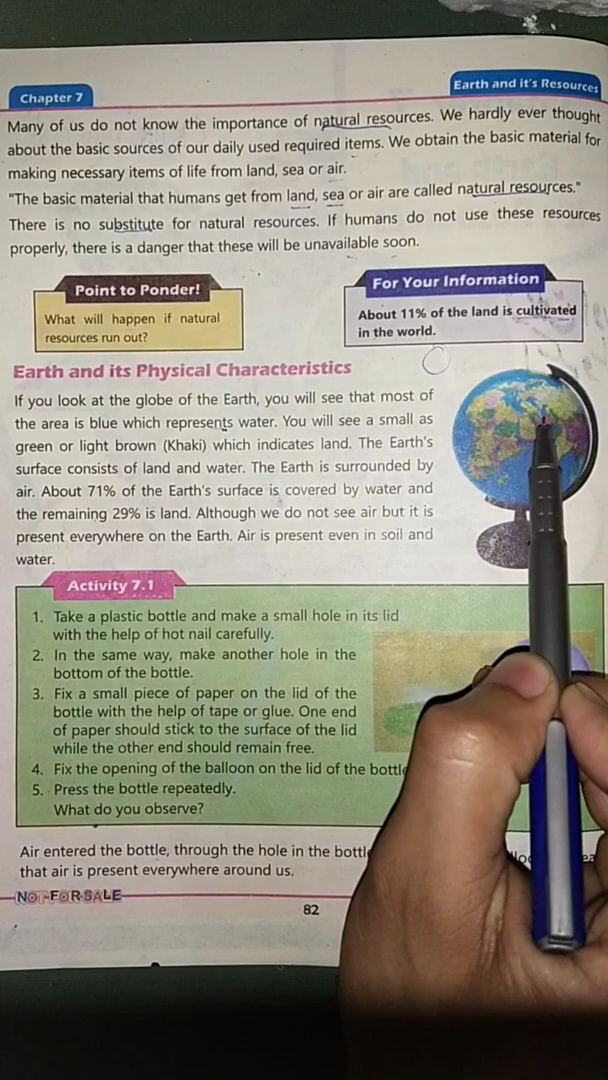 Chapter 7
Earth and it's Resources
Many of us do not know the importance of natural resources. We hardly ever thought
about the basic sources of our daily used required items. We obtain the basic material for
making necessary items of life from land, sea or air.
"The basic material that humans get from land, sea or air are called natural resources."
There is no substitute for natural resources. If humans do not use these resources
properly, there is a danger that these will be unavailable soon.
Point to Ponder!
What will happen if natural
resources run out?
For Your Information
About 11% of the land is cultivated
in the world.
Earth and its Physical Characteristics
If you look at the globe of the Earth, you will see that most of
the area is blue which represents water. You will see a small as
green or light brown (Khaki) which indicates land. The Earth's
surface consists of land and water. The Earth is surrounded by
air. About 71% of the Earth's surface is covered by water and
the remaining 29% is land. Although we do not see air but it is
present everywhere on the Earth. Air is present even in soil and
water.
Activity 7.1
1. Take a plastic bottle and make a small hole in its lid
with the help of hot nail carefully.
2. In the same way, make another hole in the
bottom of the bottle.
3. Fix a small piece of paper on the lid of the
bottle with the help of tape or glue. One end
of paper should stick to the surface of the lid
while the other end should remain free.
4. Fix the opening of the balloon on the lid of the
5. Press the bottle repeatedly.
What do you observe?
Air entered the bottle, through the hole in the
that air is present everywhere around us.
NOT FOR SALE
82